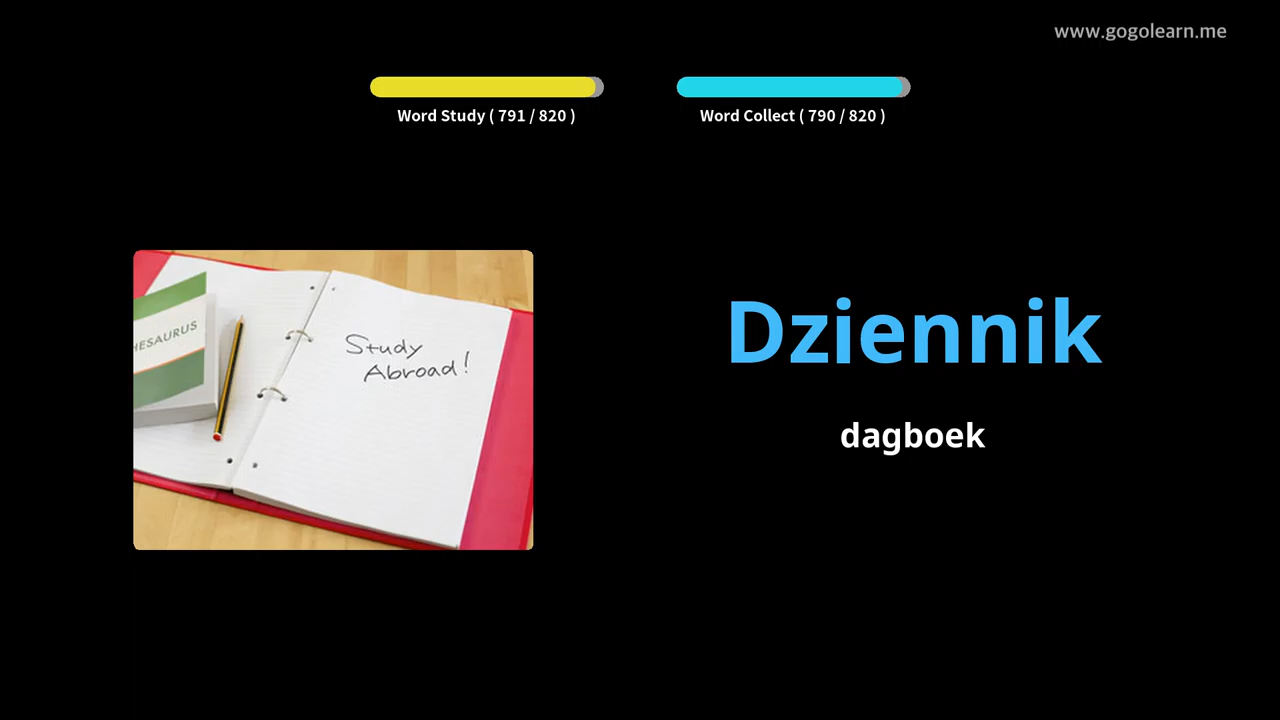 www.gogolearn.me
Word Study ( 791 / 820 )
Word Collect ( 790 / 820 )
HESAURUS
Study
Abroad!
Dziennik
dagboek